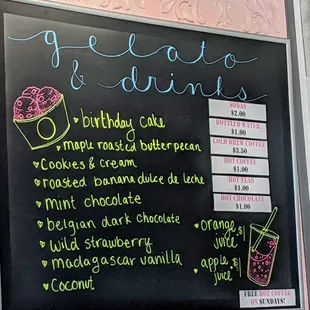 gelato
& drinks
birthday cake
maple roasted butter pecan
Cookies & cream
roasted banana dulce de leche
Mint chocolate
belgian dark chocolate
wild strawberry
madagascar vanilla
Coconut
SODAS
$2.00
BOTTLED WATER
$1.00
COLD BREW COFFEE
$3.50
HOT COFFEE
$1.00
HOT TEAS
$1.00
HOT CHOCOLATE
$1.00
orange $1
juice
apple $1
juice
FREE HOT COFFEE
ON SUNDAYS!